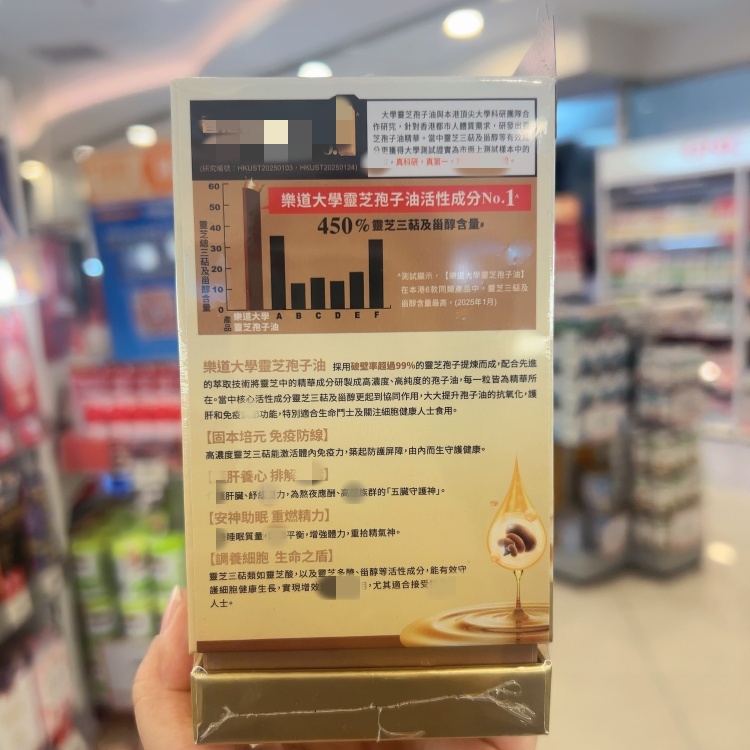 大學靈芝孢子油與本港頂尖大學科研團隊合
作研究，針對香港都市人體質需求，研發出
芝孢子油精華。當中靈芝三萜及甾醇等有效
更獲得大學測試證實為市面上測試樣本中的
，真科研，真第一。
(研究編號：HKUST20250103、HKUST20250124)
樂道大學靈芝孢子油活性成分No.1^
450%靈芝三萜及甾醇含量#
靈芝總三萜及甾醇含量
60
50
40
30
20
10
0
產品 樂道大學靈芝孢子油 A B C D E F
^測試顯示，【樂道大學靈芝孢子油】
在本港6款同類產品中，靈芝三萜及
甾醇含量最高。(2025年1月)
樂道大學靈芝孢子油 採用破壁率超過99%的靈芝孢子提煉而成，配合先進
的萃取技術將靈芝中的精華成分研製成高濃度、高純度的孢子油，每一粒皆為精華所
在。當中核心活性成分靈芝三萜及甾醇更起到協同作用，大大提升孢子油的抗氧化，護
肝和免疫 功能，特別適合生命鬥士及關注細胞健康人士食用。
【固本培元 免疫防線】
高濃度靈芝三萜能激活體內免疫力，築起防護屏障，由內而生守護健康。
肝養心 排解 】
肝臟、紓 力，為熬夜應酬、高 族群的「五臟守護神」。
【安神助眠 重燃精力】
睡眠質量 平衡，增強體力，重拾精氣神。
【調養細胞 生命之盾】
靈芝三萜類如靈芝酸，以及靈芝多醣、甾醇等活性成分，能有效守
護細胞健康生長，實現增效 ，尤其適合接受
人士。